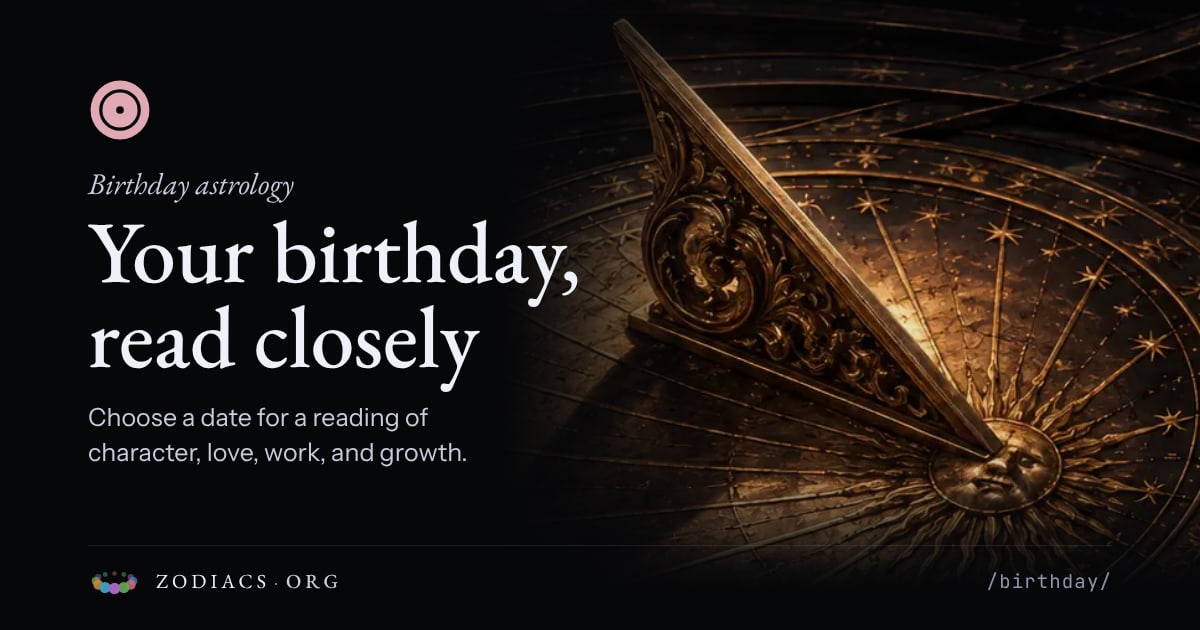 Birthday astrology
Your birthday,
read closely
Choose a date for a reading of
character, love, work, and growth.
ZODIACS·ORG
/birthday/